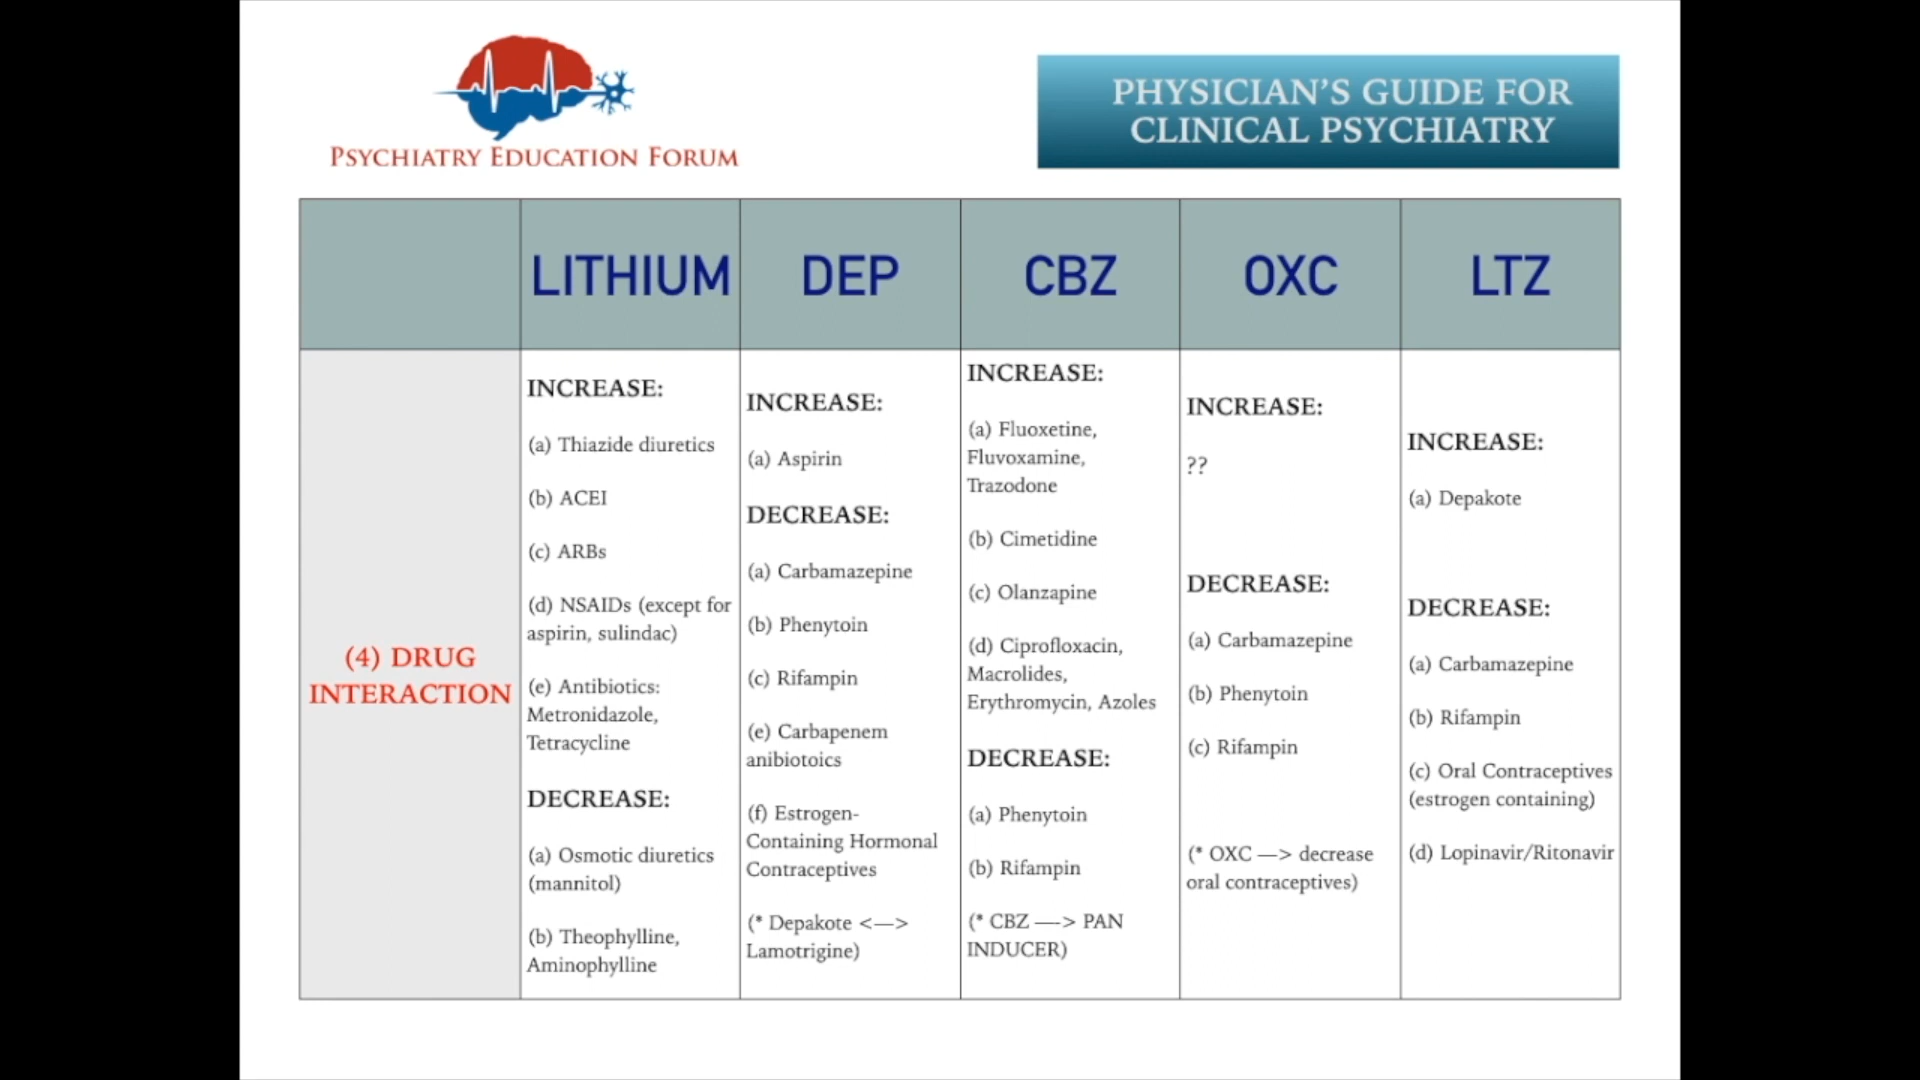 PSYCHIATRY EDUCATION FORUM
PHYSICIAN'S GUIDE FOR
CLINICAL PSYCHIATRY
LITHIUM
DEP
CBZ
OXC
LTZ
(4) DRUG
INTERACTION
INCREASE:
(a) Thiazide diuretics
(b) ACEI
(c) ARBs
(d) NSAIDs (except for
aspirin, sulindac)
(e) Antibiotics:
Metronidazole,
Tetracycline
DECREASE:
(a) Osmotic diuretics
(mannitol)
(b) Theophylline,
Aminophylline
INCREASE:
(a) Aspirin
DECREASE:
(a) Carbamazepine
(b) Phenytoin
(c) Rifampin
(e) Carbapenem
anibiotoics
(f) Estrogen-
Containing Hormonal
Contraceptives
(* Depakote <—>
Lamotrigine)
INCREASE:
(a) Fluoxetine,
Fluvoxamine,
Trazodone
(b) Cimetidine
(c) Olanzapine
(d) Ciprofloxacin,
Macrolides,
Erythromycin, Azoles
DECREASE:
(a) Phenytoin
(b) Rifampin
(* CBZ —-> PAN
INDUCER)
INCREASE:
??
DECREASE:
(a) Carbamazepine
(b) Phenytoin
(c) Rifampin
(* OXC —> decrease
oral contraceptives)
INCREASE:
(a) Depakote
DECREASE:
(a) Carbamazepine
(b) Rifampin
(c) Oral Contraceptives
(estrogen containing)
(d) Lopinavir/Ritonavir